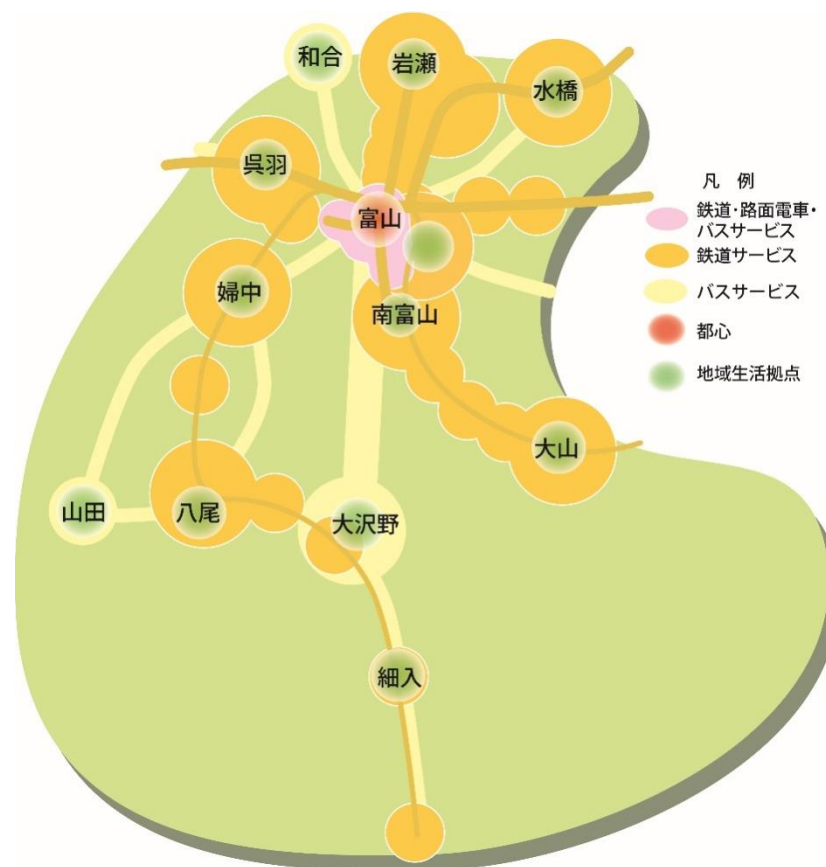 和合
岩瀬
水橋
呉羽
富山
婦中
南富山
大山
山田
八尾
大沢野
細入
凡 例
鉄道・路面電車・
バスサービス
鉄道サービス
バスサービス
都心
地域生活拠点